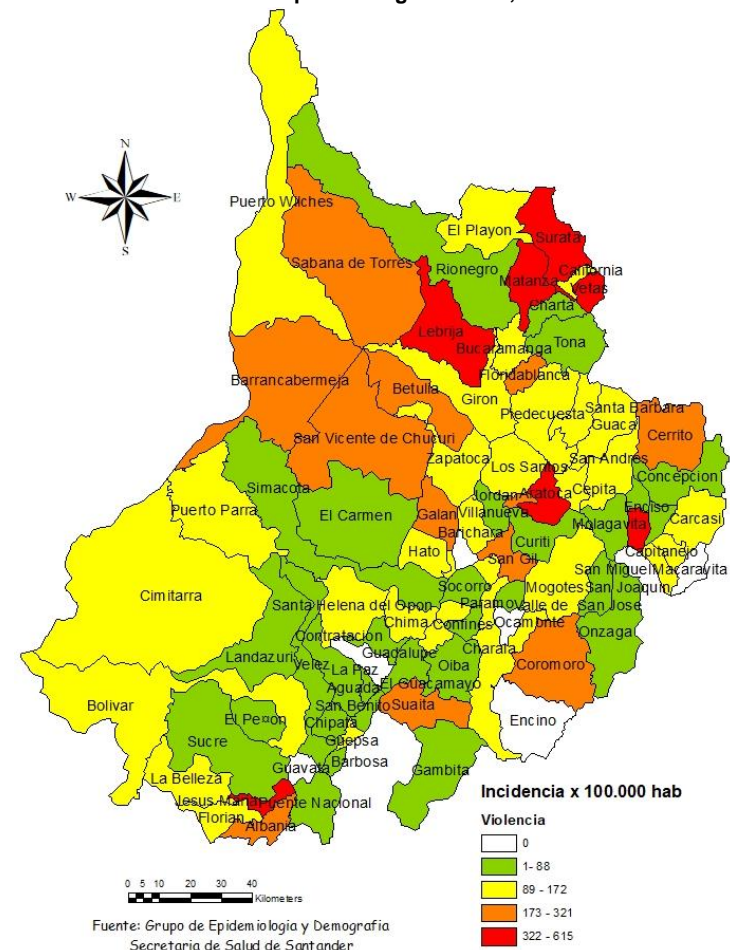 N
W E
S
Puerto Wilches
El Playon
Surata
Sabana de Torres
Rionegro
California
Matanza
Vetas
Charta
Lebrija
Tona
Bucaramanga
Barrancabermeja
Betulia
Floridablanca
Giron
Piedecuesta
Santa Barbara
Guaca
Cerrito
San Vicente de Chucuri
Zapatoca
Los Santos
San Andres
Concepcion
Simacota
Jordan
Aratoca
Cepita
Puerto Parra
El Carmen
Galan
Villanueva
Enciso
Carcasi
Malagavita
Barichara
Curiti
Hato
San Gil
Capitanejo
San Miguel
Macaravita
Cimitarra
Socorro
Mogotes
San Joaquin
Santa Helena del Opon
Paramo
Valle de
San Jose
Chima
Confines
Ocamonte
Contratacion
Onzaga
Landazuri
Velez
Guadalupe
Charala
La Paz
Oiba
Coromoro
Aguada
El Guacamayo
Bolivar
San Benito
Suaita
El Pe¤on
Chipata
Encino
Sucre
Guepsa
Guavata
Barbosa
Gambita
La Belleza
Jesus Maria
Puente Nacional
Florian
Albania
Incidencia x 100.000 hab
Violencia
0
1- 88
89 - 172
173 - 321
322 - 615
0 5 10 20 30 40
Kilometers
Fuente: Grupo de Epidemiologia y Demografia
Secretaria de Salud de Santander